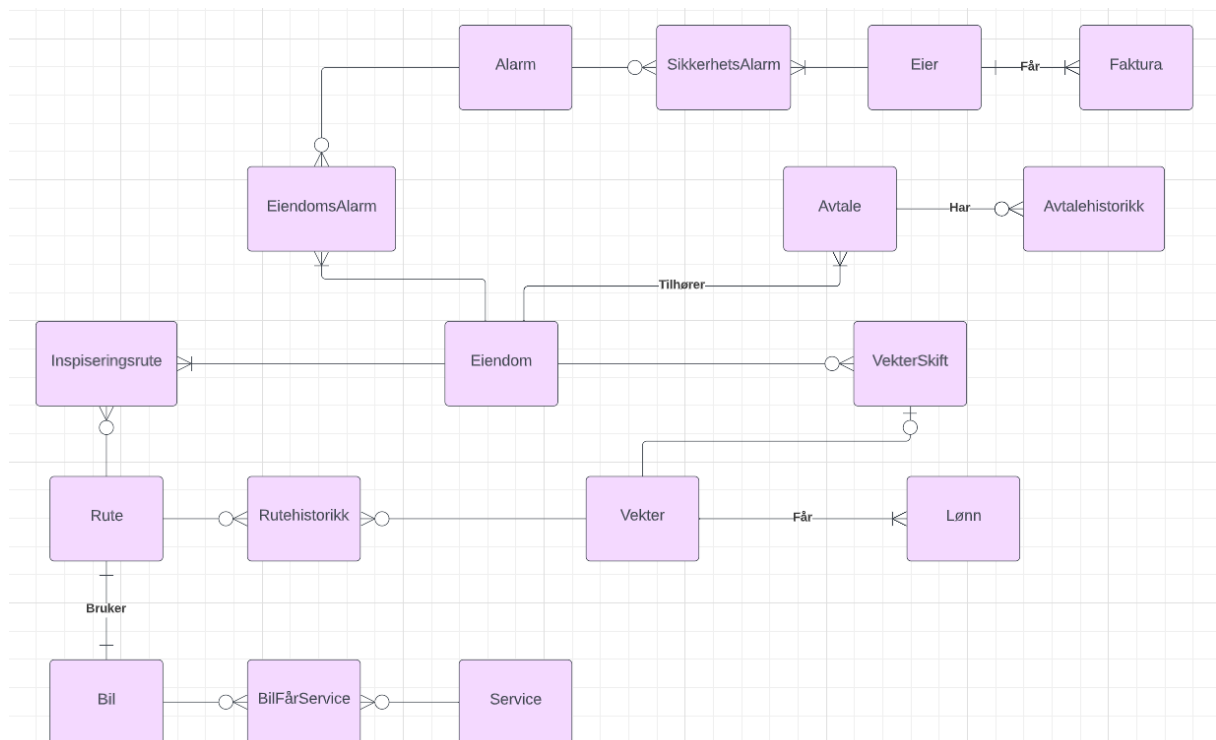 Alarm
SikkerhetsAlarm
Eier
Får
Faktura
EiendomsAlarm
Avtale
Har
Avtalehistorikk
Tilhører
Inspiseringsrute
Eiendom
VekterSkift
Rute
Rutehistorikk
Vekter
Får
Lønn
Bruker
Bil
BilFårService
Service